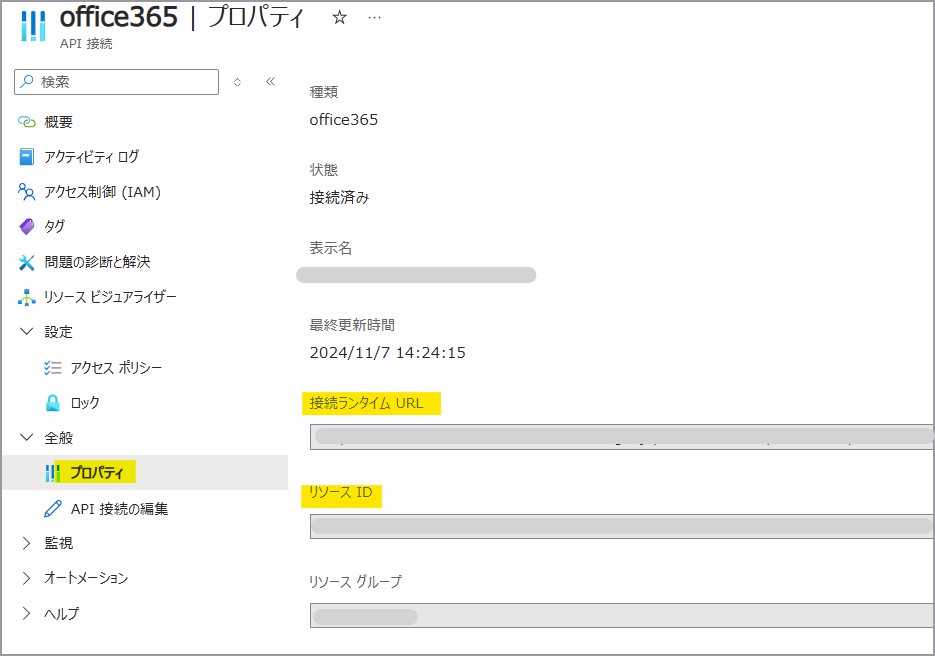 office365 | プロパティ ☆ …
API 接続
検索
概要
アクティビティ ログ
アクセス制御 (IAM)
タグ
問題の診断と解決
リソース ビジュアライザー
設定
アクセス ポリシー
ロック
全般
プロパティ
API 接続の編集
監視
オートメーション
ヘルプ
種類
office365
状態
接続済み
表示名
最終更新時間
2024/11/7 14:24:15
接続ランタイム URL
リソース ID
リソース グループ